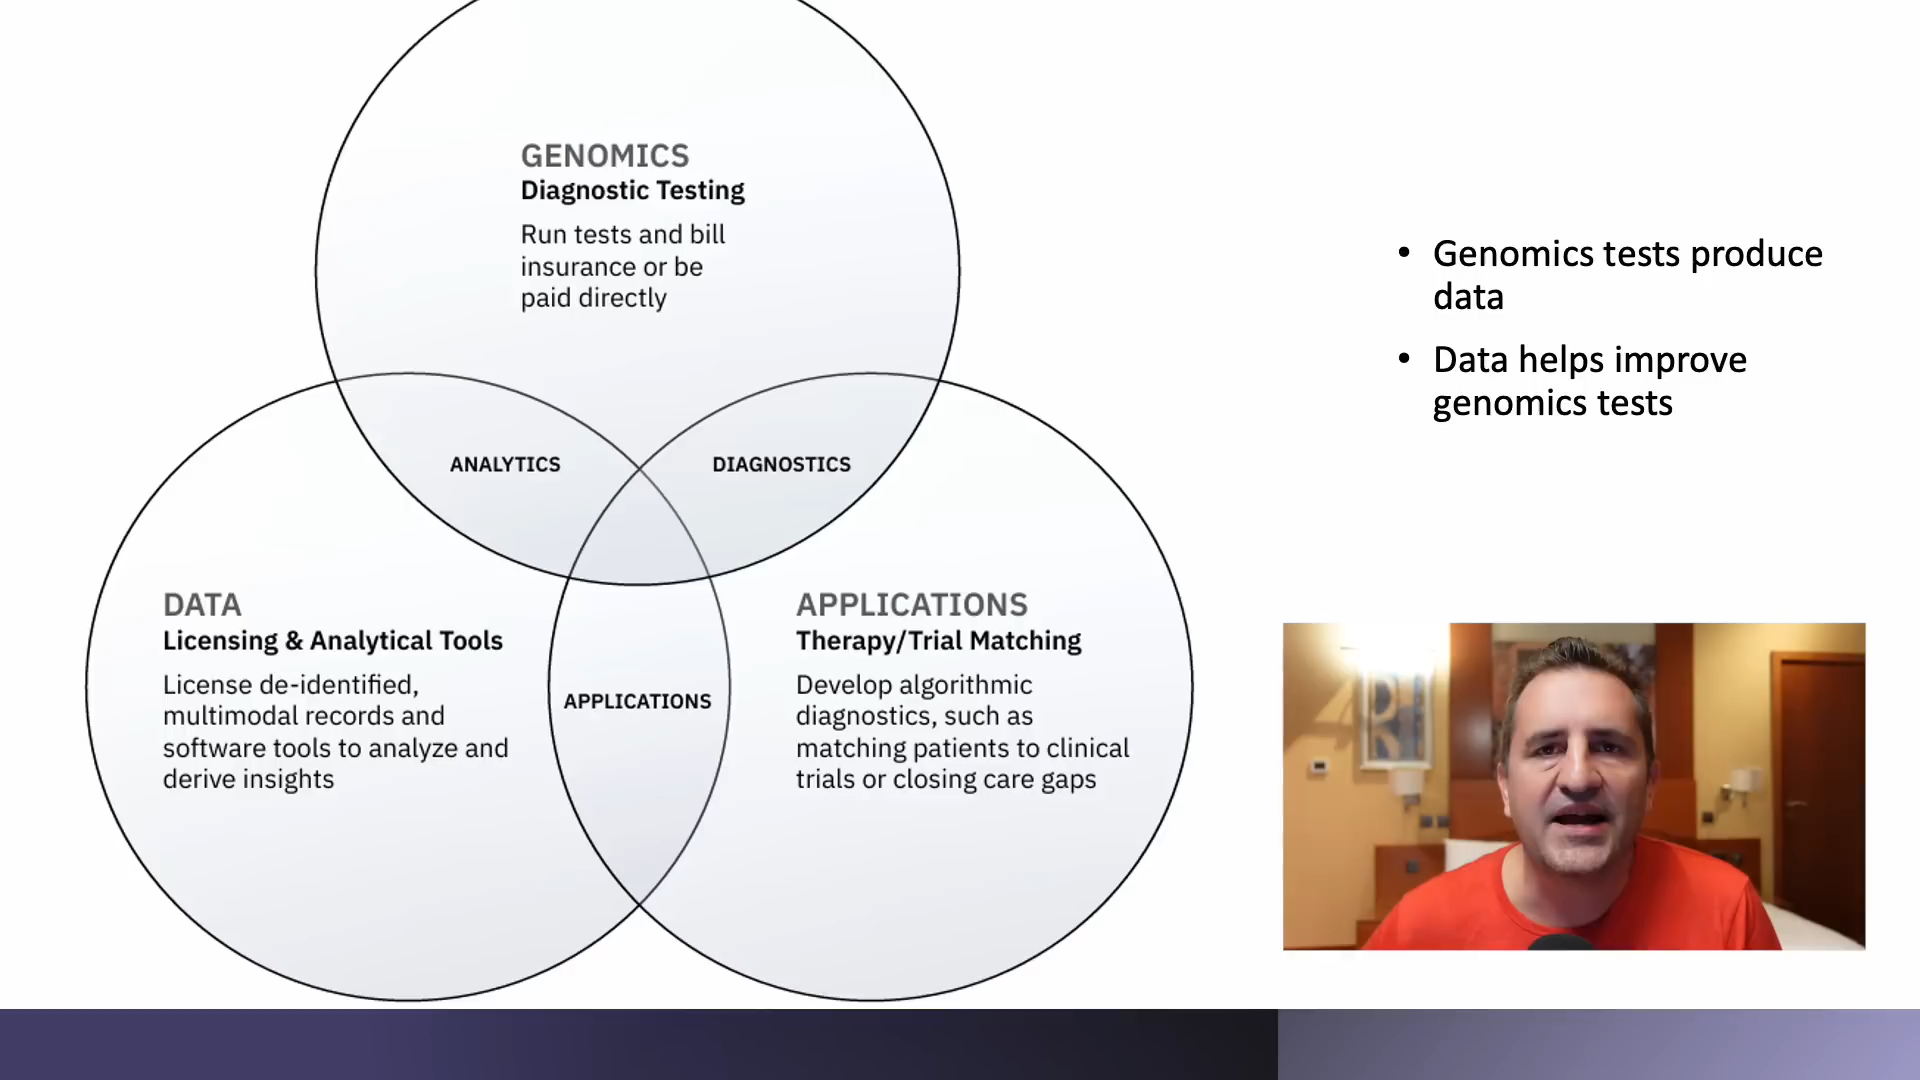 GENOMICS
Diagnostic Testing
Run tests and bill
insurance or be
paid directly
ANALYTICS
DIAGNOSTICS
DATA
Licensing & Analytical Tools
License de-identified,
multimodal records and
software tools to analyze and
derive insights
APPLICATIONS
APPLICATIONS
Therapy/Trial Matching
Develop algorithmic
diagnostics, such as
matching patients to clinical
trials or closing care gaps
• Genomics tests produce
data
• Data helps improve
genomics tests